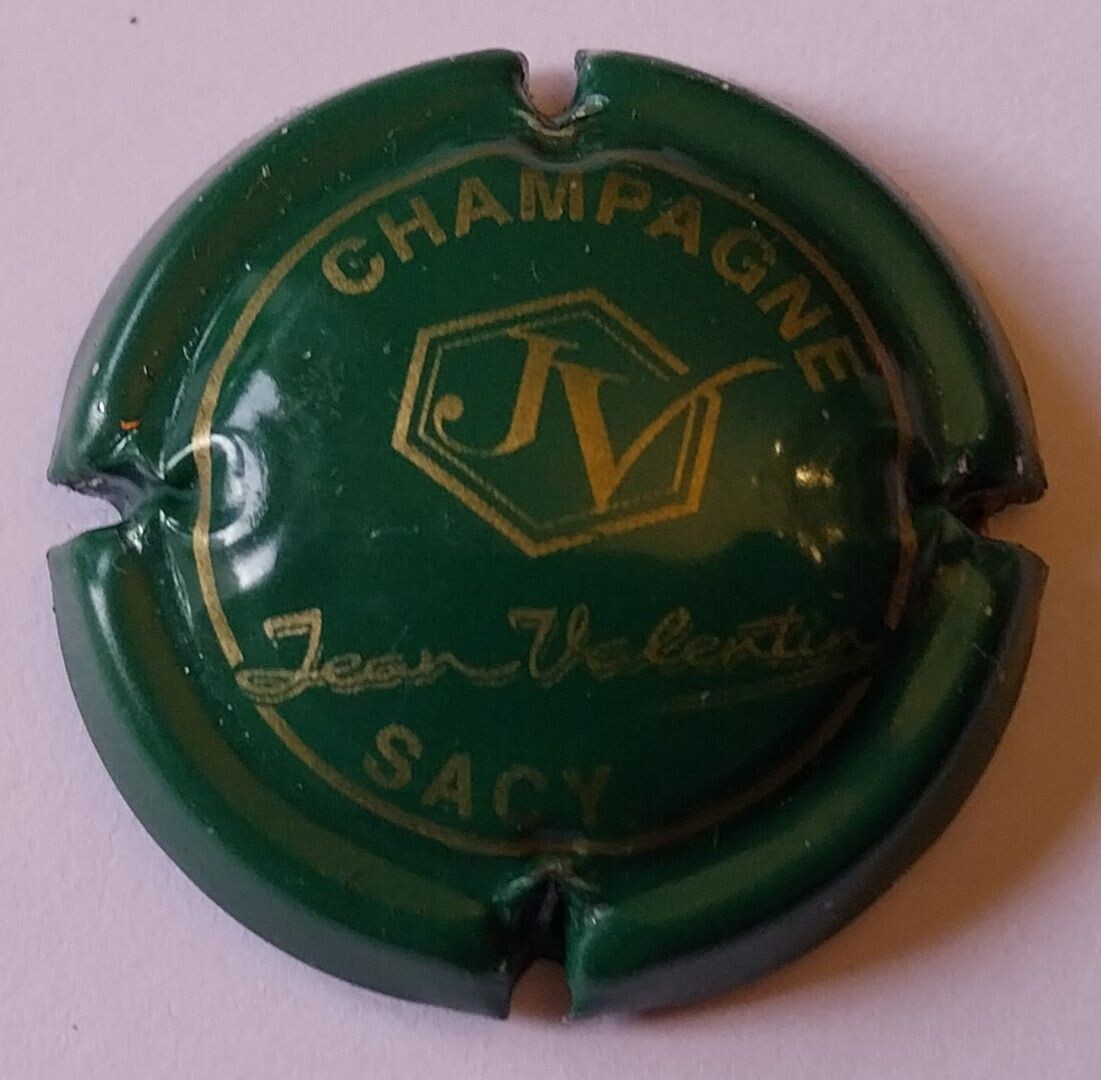 CHAMPAGNE
JV
Jean Valentin
SACY